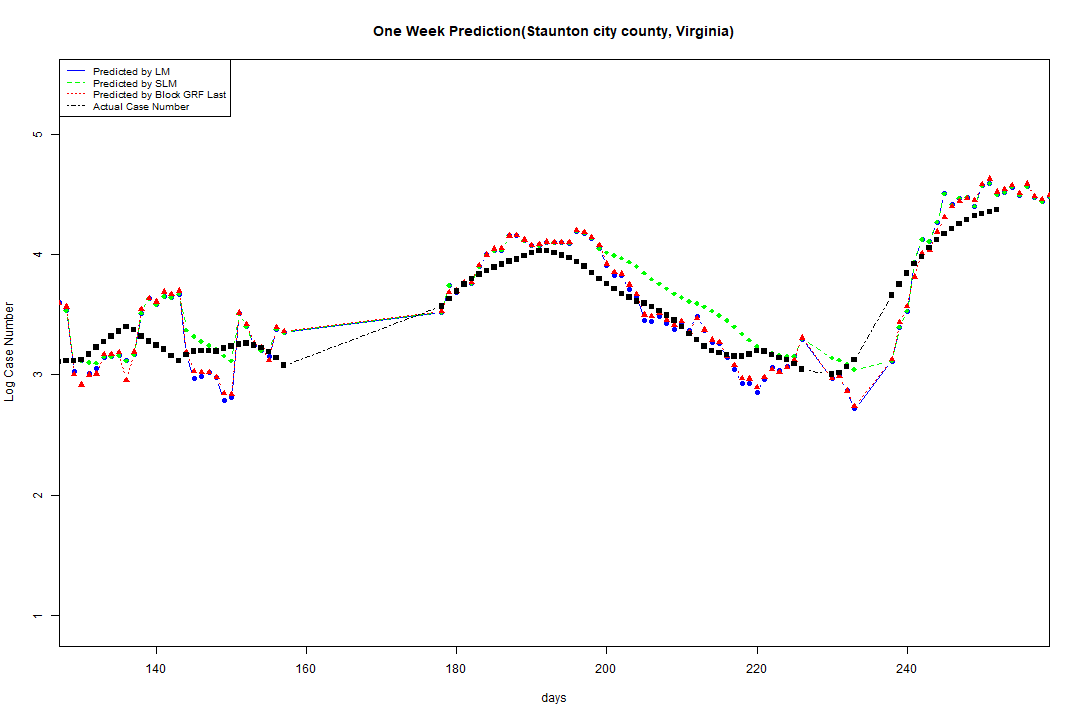 One Week Prediction(Staunton city county, Virginia)
Predicted by LM
Predicted by SLM
Predicted by Block GRF Last
Actual Case Number
5
4
3
2
1
Log Case Number
140 160 180 200 220 240
days